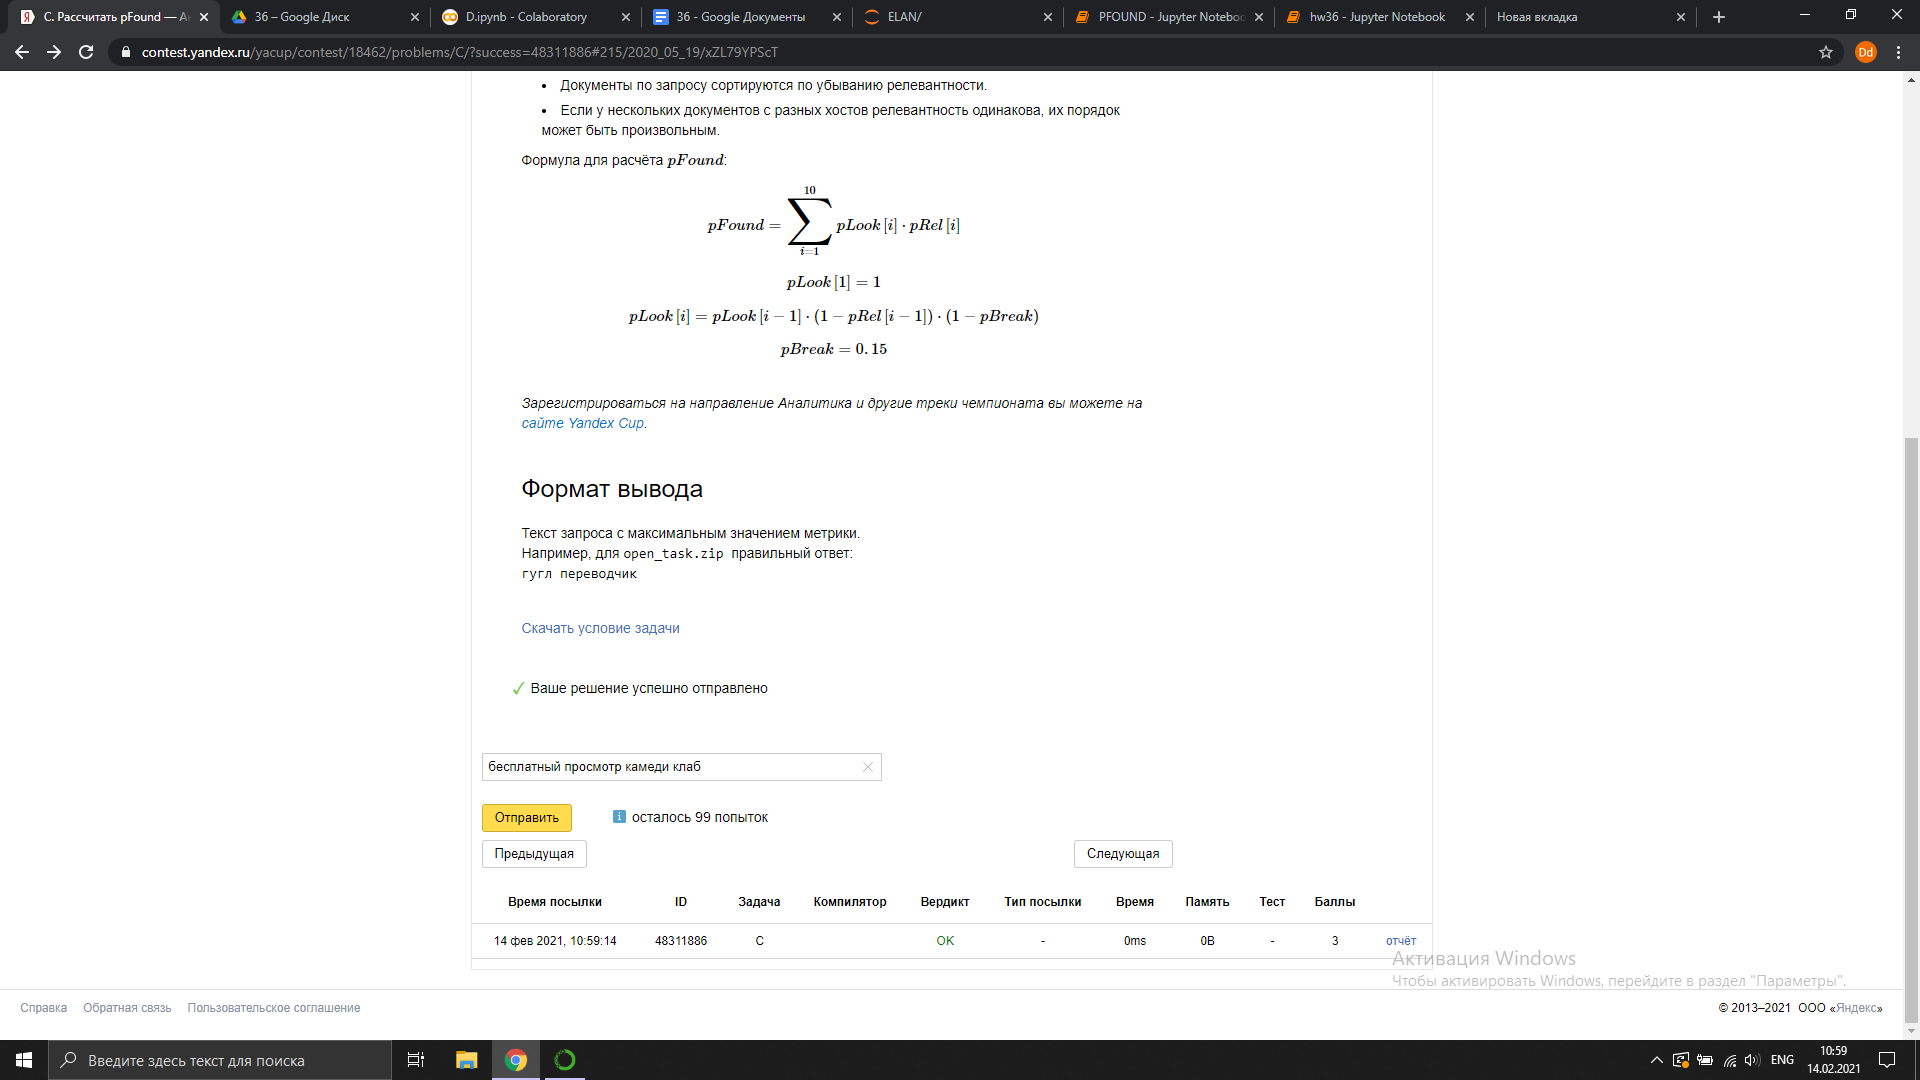 С. Рассчитать pFound — Ан
36 – Google Диск
D.ipynb - Colaboratory
36 - Google Документы
ELAN/
PFOUND - Jupyter Noteboo
hw36 - Jupyter Notebook
Новая вкладка
contest.yandex.ru/yacup/contest/18462/problems/C/?success=48311886#215/2020_05_19/xZL79YPScT
Dd
• Документы по запросу сортируются по убыванию релевантности.
• Если у нескольких документов с разных хостов релевантность одинакова, их порядок
может быть произвольным.
Формула для расчёта pFound:
10
pFound = ∑ pLook [i] · pRel [i]
i=1
pLook [1] = 1
pLook [i] = pLook [i − 1] · (1 − pRel [i − 1]) · (1 − pBreak)
pBreak = 0.15
Зарегистрироваться на направление Аналитика и другие треки чемпионата вы можете на
сайте Yandex Cup.
Формат вывода
Текст запроса с максимальным значением метрики.
Например, для open_task.zip правильный ответ:
гугл переводчик
Скачать условие задачи
✓ Ваше решение успешно отправлено
бесплатный просмотр камеди клаб
Отправить
i осталось 99 попыток
Предыдущая
Следующая
Время посылки ID Задача Компилятор Вердикт Тип посылки Время Память Тест Баллы
14 фев 2021, 10:59:14 48311886 C OK - 0ms 0B - 3 отчёт
Активация Windows
Чтобы активировать Windows, перейдите в раздел "Параметры".
Справка Обратная связь Пользовательское соглашение
© 2013–2021 ООО «Яндекс»
Введите здесь текст для поиска
ENG
10:59
14.02.2021